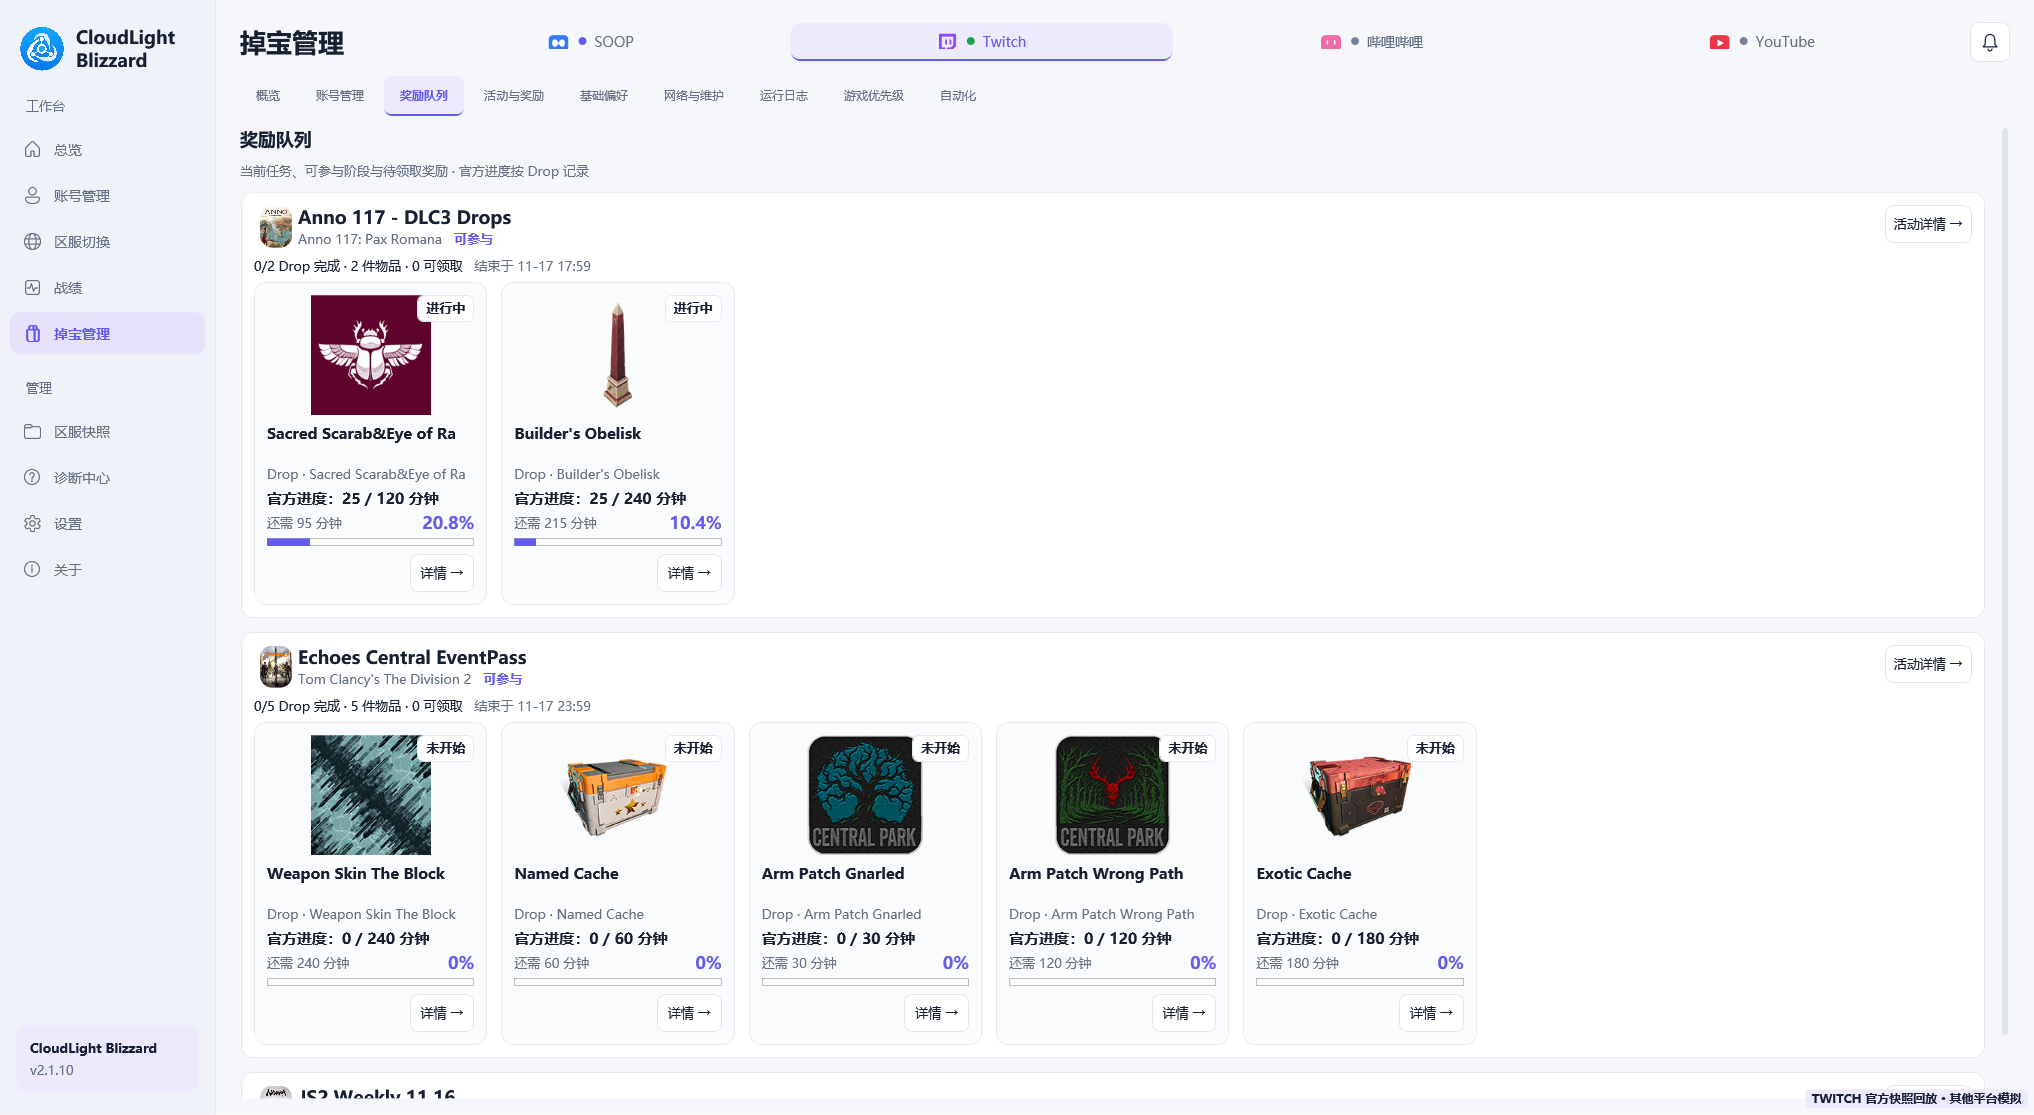 CloudLight
Blizzard
工作台
总览
账号管理
区服切换
战绩
掉宝管理
管理
区服快照
诊断中心
设置
关于
CloudLight Blizzard
v2.1.10
掉宝管理
SOOP
Twitch
哔哩哔哩
YouTube
概览
账号管理
奖励队列
活动与奖励
基础偏好
网络与维护
运行日志
游戏优先级
自动化
奖励队列
当前任务、可参与阶段与待领取奖励 · 官方进度按 Drop 记录
Anno 117 - DLC3 Drops
Anno 117: Pax Romana 可参与
活动详情 →
0/2 Drop 完成 · 2 件物品 · 0 可领取 结束于 11-17 17:59
进行中
Sacred Scarab&Eye of Ra
Drop · Sacred Scarab&Eye of Ra
官方进度：25 / 120 分钟
还需 95 分钟 20.8%
详情 →
进行中
Builder's Obelisk
Drop · Builder's Obelisk
官方进度：25 / 240 分钟
还需 215 分钟 10.4%
详情 →
Echoes Central EventPass
Tom Clancy's The Division 2 可参与
活动详情 →
0/5 Drop 完成 · 5 件物品 · 0 可领取 结束于 11-17 23:59
未开始
Weapon Skin The Block
Drop · Weapon Skin The Block
官方进度：0 / 240 分钟
还需 240 分钟 0%
详情 →
未开始
Named Cache
Drop · Named Cache
官方进度：0 / 60 分钟
还需 60 分钟 0%
详情 →
未开始
CENTRAL PARK
Arm Patch Gnarled
Drop · Arm Patch Gnarled
官方进度：0 / 30 分钟
还需 30 分钟 0%
详情 →
未开始
CENTRAL PARK
Arm Patch Wrong Path
Drop · Arm Patch Wrong Path
官方进度：0 / 120 分钟
还需 120 分钟 0%
详情 →
未开始
Exotic Cache
Drop · Exotic Cache
官方进度：0 / 180 分钟
还需 180 分钟 0%
详情 →
Weekly 11.16
TWITCH 官方快照回放 • 其他平台模拟